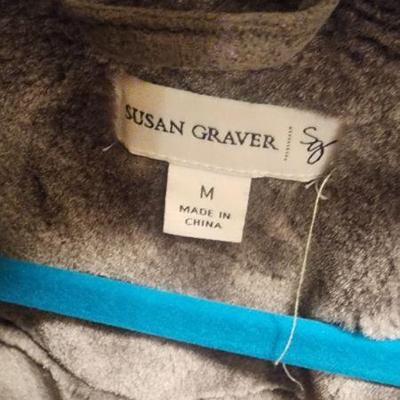 SUSAN GRAVER Sg
M
MADE IN
CHINA